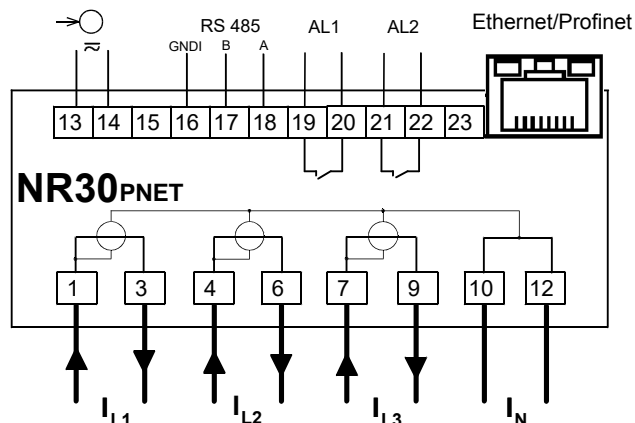 RS 485 AL1 AL2 Ethernet/Profinet
GNDI B A
13 14 15 16 17 18 19 20 21 22 23
NR30PNET
1 3 4 6 7 9 10 12
IL1 IL2 IL3 IN